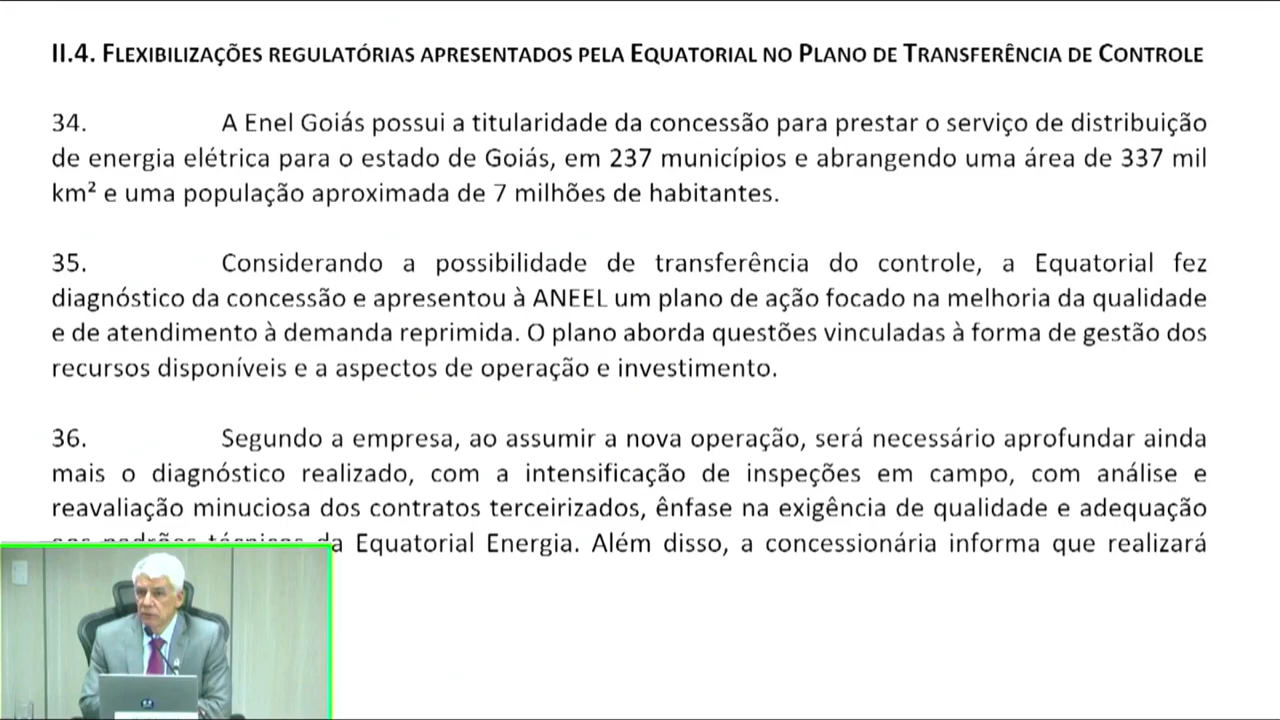 II.4. FLEXIBILIZAÇÕES REGULATÓRIAS APRESENTADOS PELA EQUATORIAL NO PLANO DE TRANSFERÊNCIA DE CONTROLE
34. A Enel Goiás possui a titularidade da concessão para prestar o serviço de distribuição
de energia elétrica para o estado de Goiás, em 237 municípios e abrangendo uma área de 337 mil
km² e uma população aproximada de 7 milhões de habitantes.
35. Considerando a possibilidade de transferência do controle, a Equatorial fez
diagnóstico da concessão e apresentou à ANEEL um plano de ação focado na melhoria da qualidade
e de atendimento à demanda reprimida. O plano aborda questões vinculadas à forma de gestão dos
recursos disponíveis e a aspectos de operação e investimento.
36. Segundo a empresa, ao assumir a nova operação, será necessário aprofundar ainda
mais o diagnóstico realizado, com a intensificação de inspeções em campo, com análise e
reavaliação minuciosa dos contratos terceirizados, ênfase na exigência de qualidade e adequação
aos padrões técnicos da Equatorial Energia. Além disso, a concessionária informa que realizará